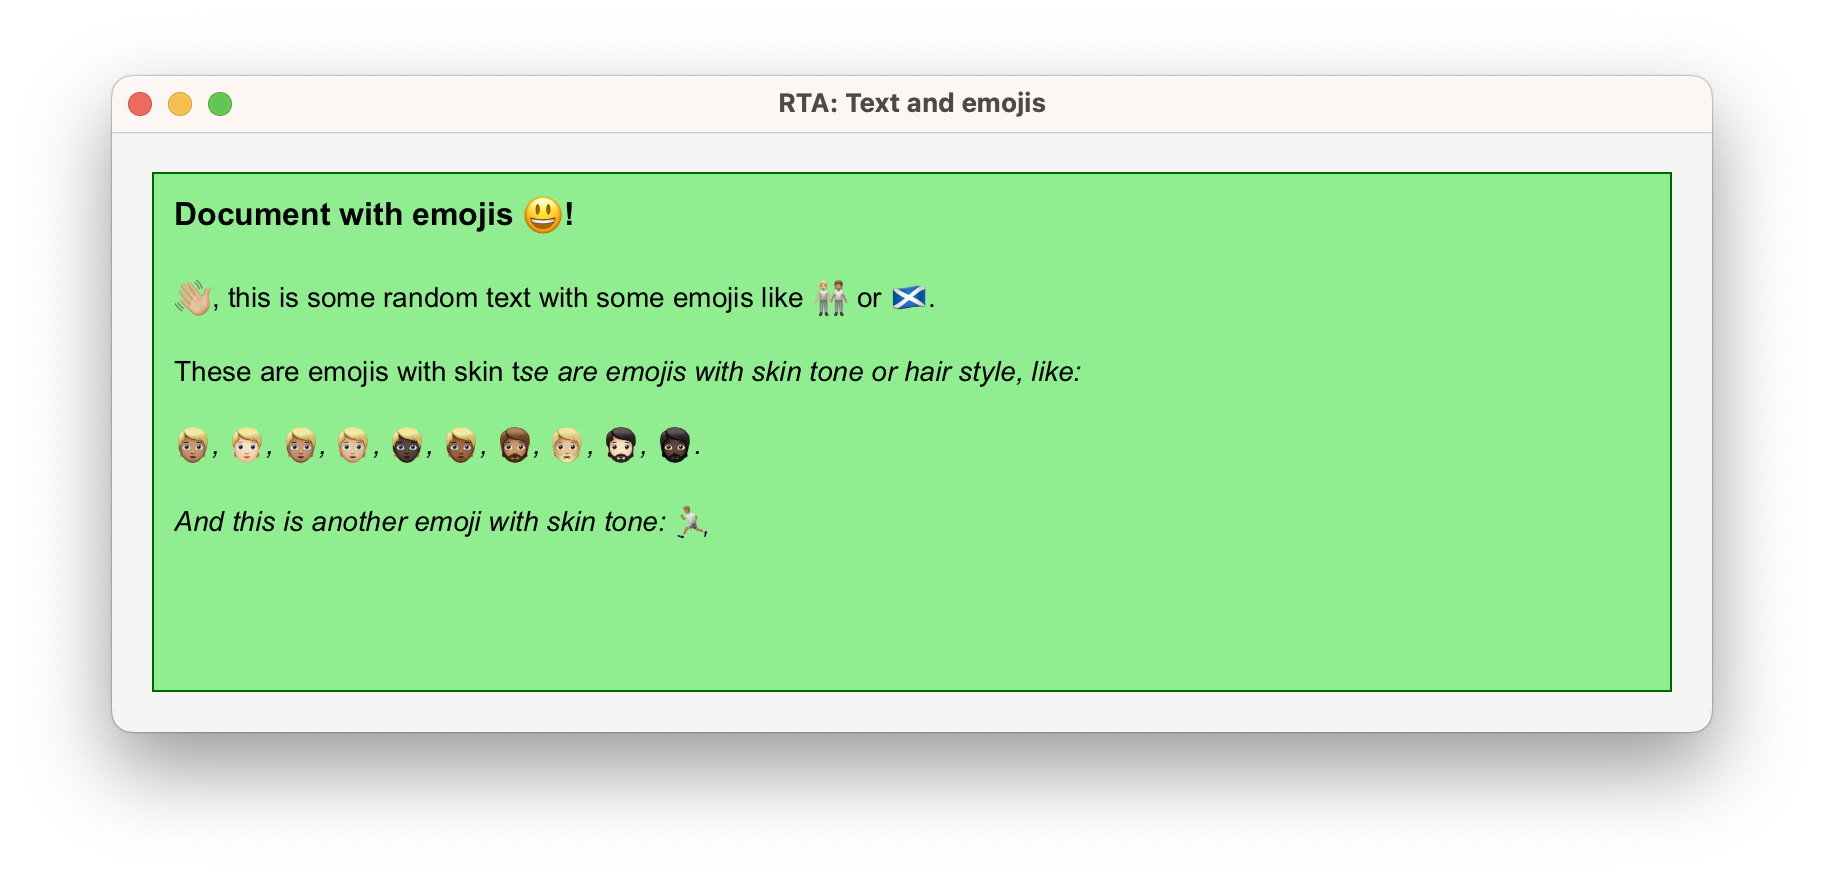 RTA: Text and emojis
Document with emojis 😃!
👋🏼, this is some random text with some emojis like 🧑🏼‍🤝‍🧑🏽 or 🏴󠁧󠁢󠁳󠁣󠁴󠁿.
These are emojis with skin tse are emojis with skin tone or hair style, like:
👱🏽, 👱🏻, 👱🏽, 👱🏼, 👱🏿, 👱🏾, 🧔🏾, 👱🏼‍♂️, 🧔🏻, 🧔🏿.
And this is another emoji with skin tone: 🏃🏼